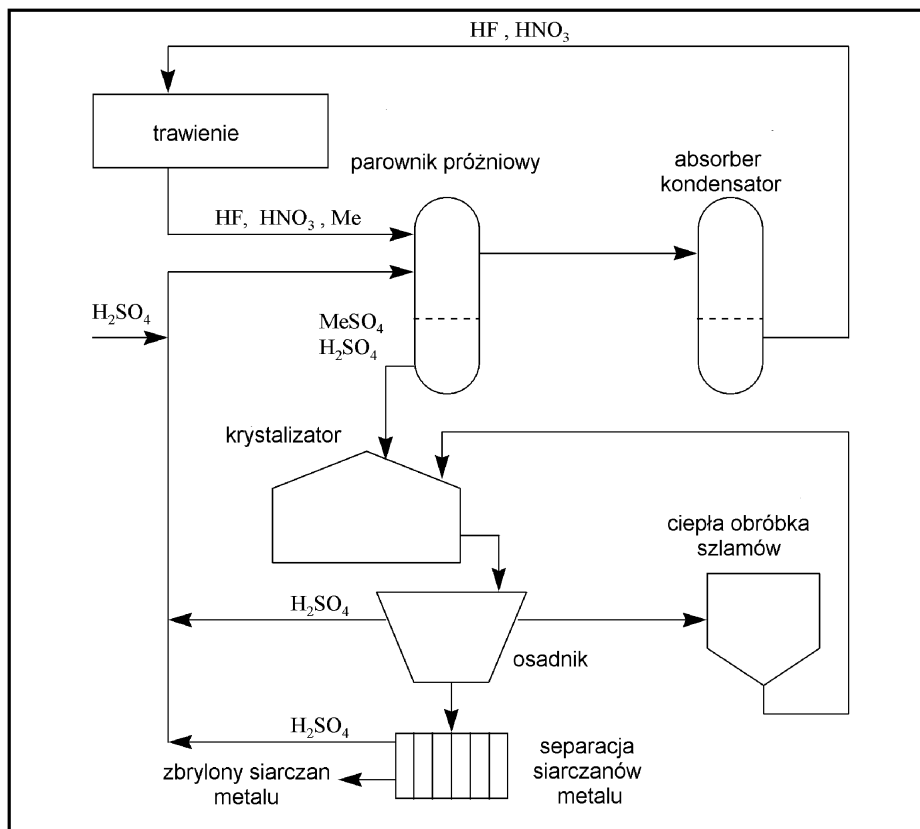 HF , HNO₃
trawienie
parownik próżniowy
absorber
kondensator
HF, HNO₃ , Me
H₂SO₄
MeSO₄
H₂SO₄
krystalizator
ciepła obróbka
szlamów
H₂SO₄
osadnik
H₂SO₄
zbrylony siarczan
metalu
separacja
siarczanów
metalu